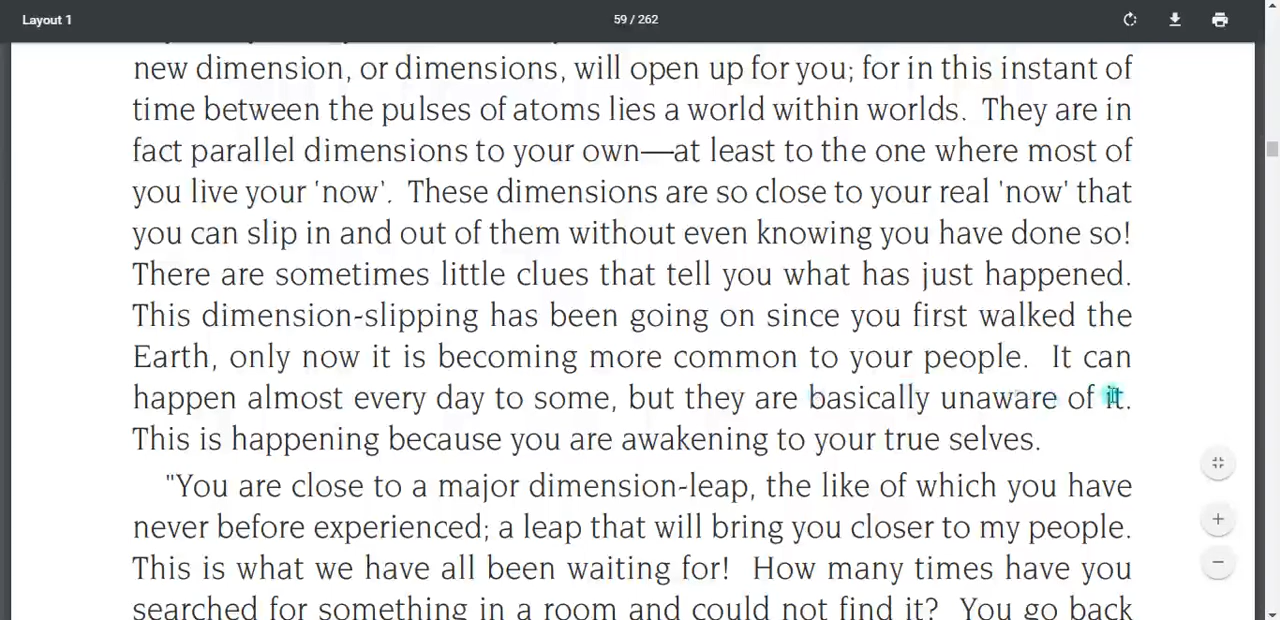 Layout 1
59 / 262
new dimension, or dimensions, will open up for you; for in this instant of
time between the pulses of atoms lies a world within worlds.  They are in
fact parallel dimensions to your own—at least to the one where most of
you live your 'now'.  These dimensions are so close to your real 'now' that
you can slip in and out of them without even knowing you have done so!
There are sometimes little clues that tell you what has just happened.
This dimension-slipping has been going on since you first walked the
Earth, only now it is becoming more common to your people.  It can
happen almost every day to some, but they are basically unaware of it.
This is happening because you are awakening to your true selves.
"You are close to a major dimension-leap, the like of which you have
never before experienced; a leap that will bring you closer to my people.
This is what we have all been waiting for!  How many times have you
searched for something in a room and could not find it?  You go back